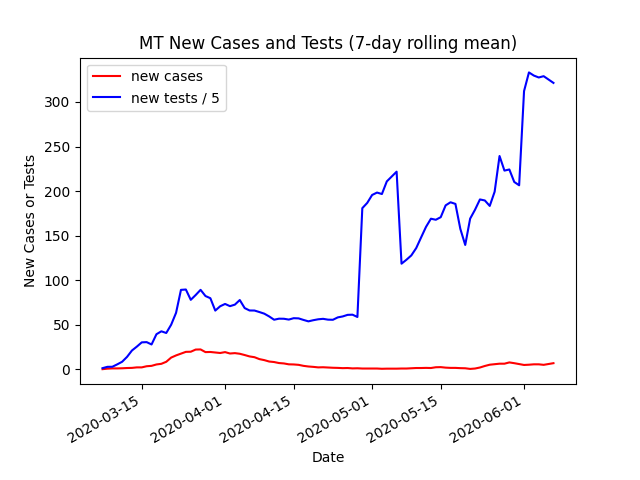 MT New Cases and Tests (7-day rolling mean)
new cases
new tests / 5
New Cases or Tests
300
250
200
150
100
50
0
2020-03-15
2020-04-01
2020-04-15
2020-05-01
2020-05-15
2020-06-01
Date